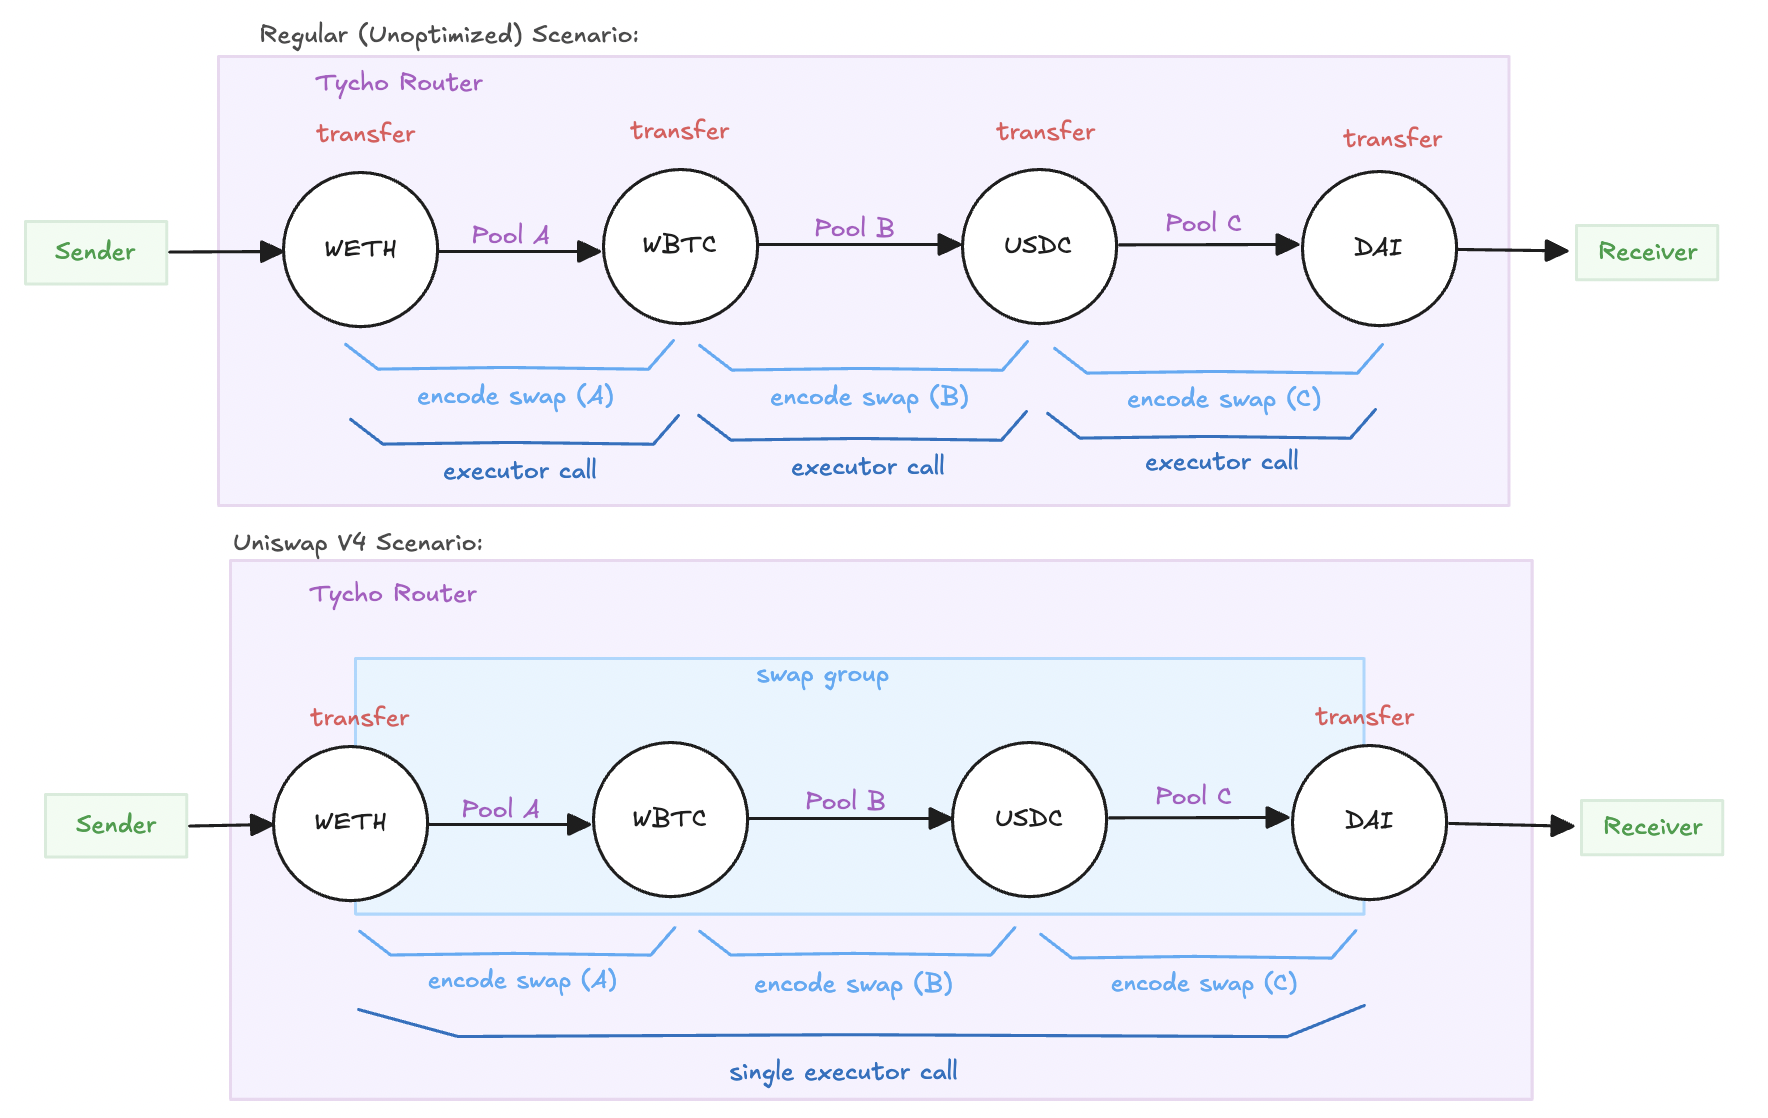 Regular (Unoptimized) Scenario:
Tycho Router
transfer
transfer
transfer
transfer
Sender
WETH
Pool A
WBTC
Pool B
USDC
Pool C
DAI
Receiver
encode swap (A)
encode swap (B)
encode swap (C)
executor call
executor call
executor call
Uniswap V4 Scenario:
Tycho Router
swap group
transfer
transfer
Sender
WETH
Pool A
WBTC
Pool B
USDC
Pool C
DAI
Receiver
encode swap (A)
encode swap (B)
encode swap (C)
single executor call